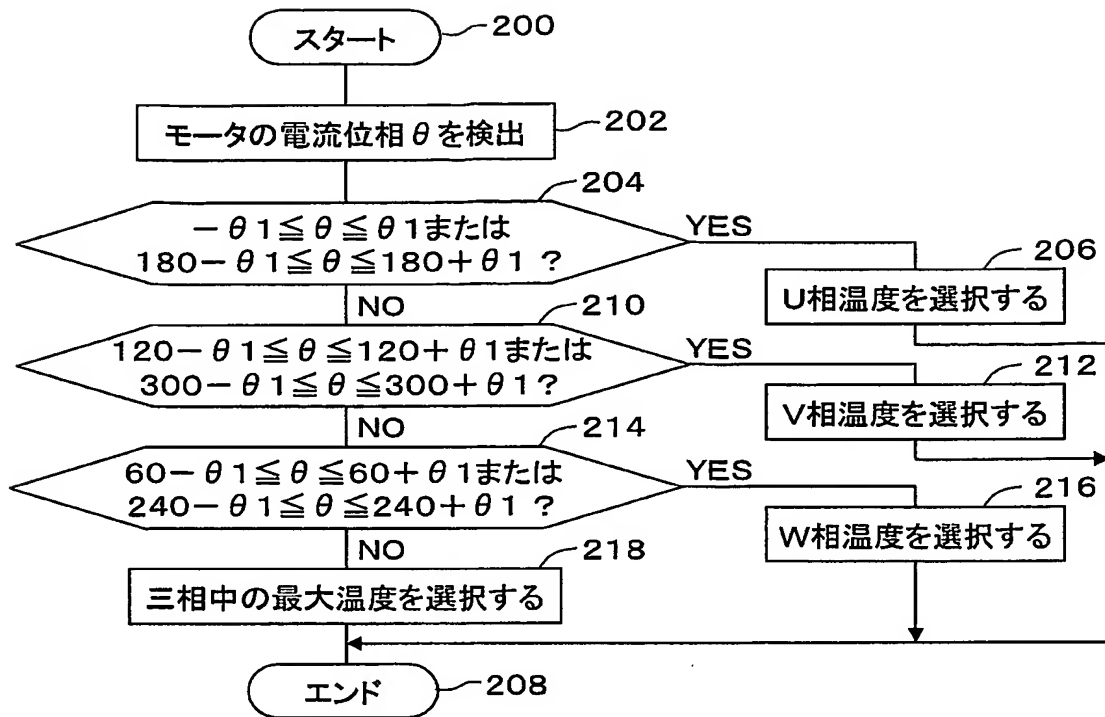 スタート
200
モータの電流位相θを検出
202
204
-θ1≦θ≦θ1または
180-θ1≦θ≦180+θ1?
YES
206
U相温度を選択する
NO
210
120-θ1≦θ≦120+θ1または
300-θ1≦θ≦300+θ1?
YES
212
V相温度を選択する
NO
214
60-θ1≦θ≦60+θ1または
240-θ1≦θ≦240+θ1?
YES
216
W相温度を選択する
NO
218
三相中の最大温度を選択する
エンド
208